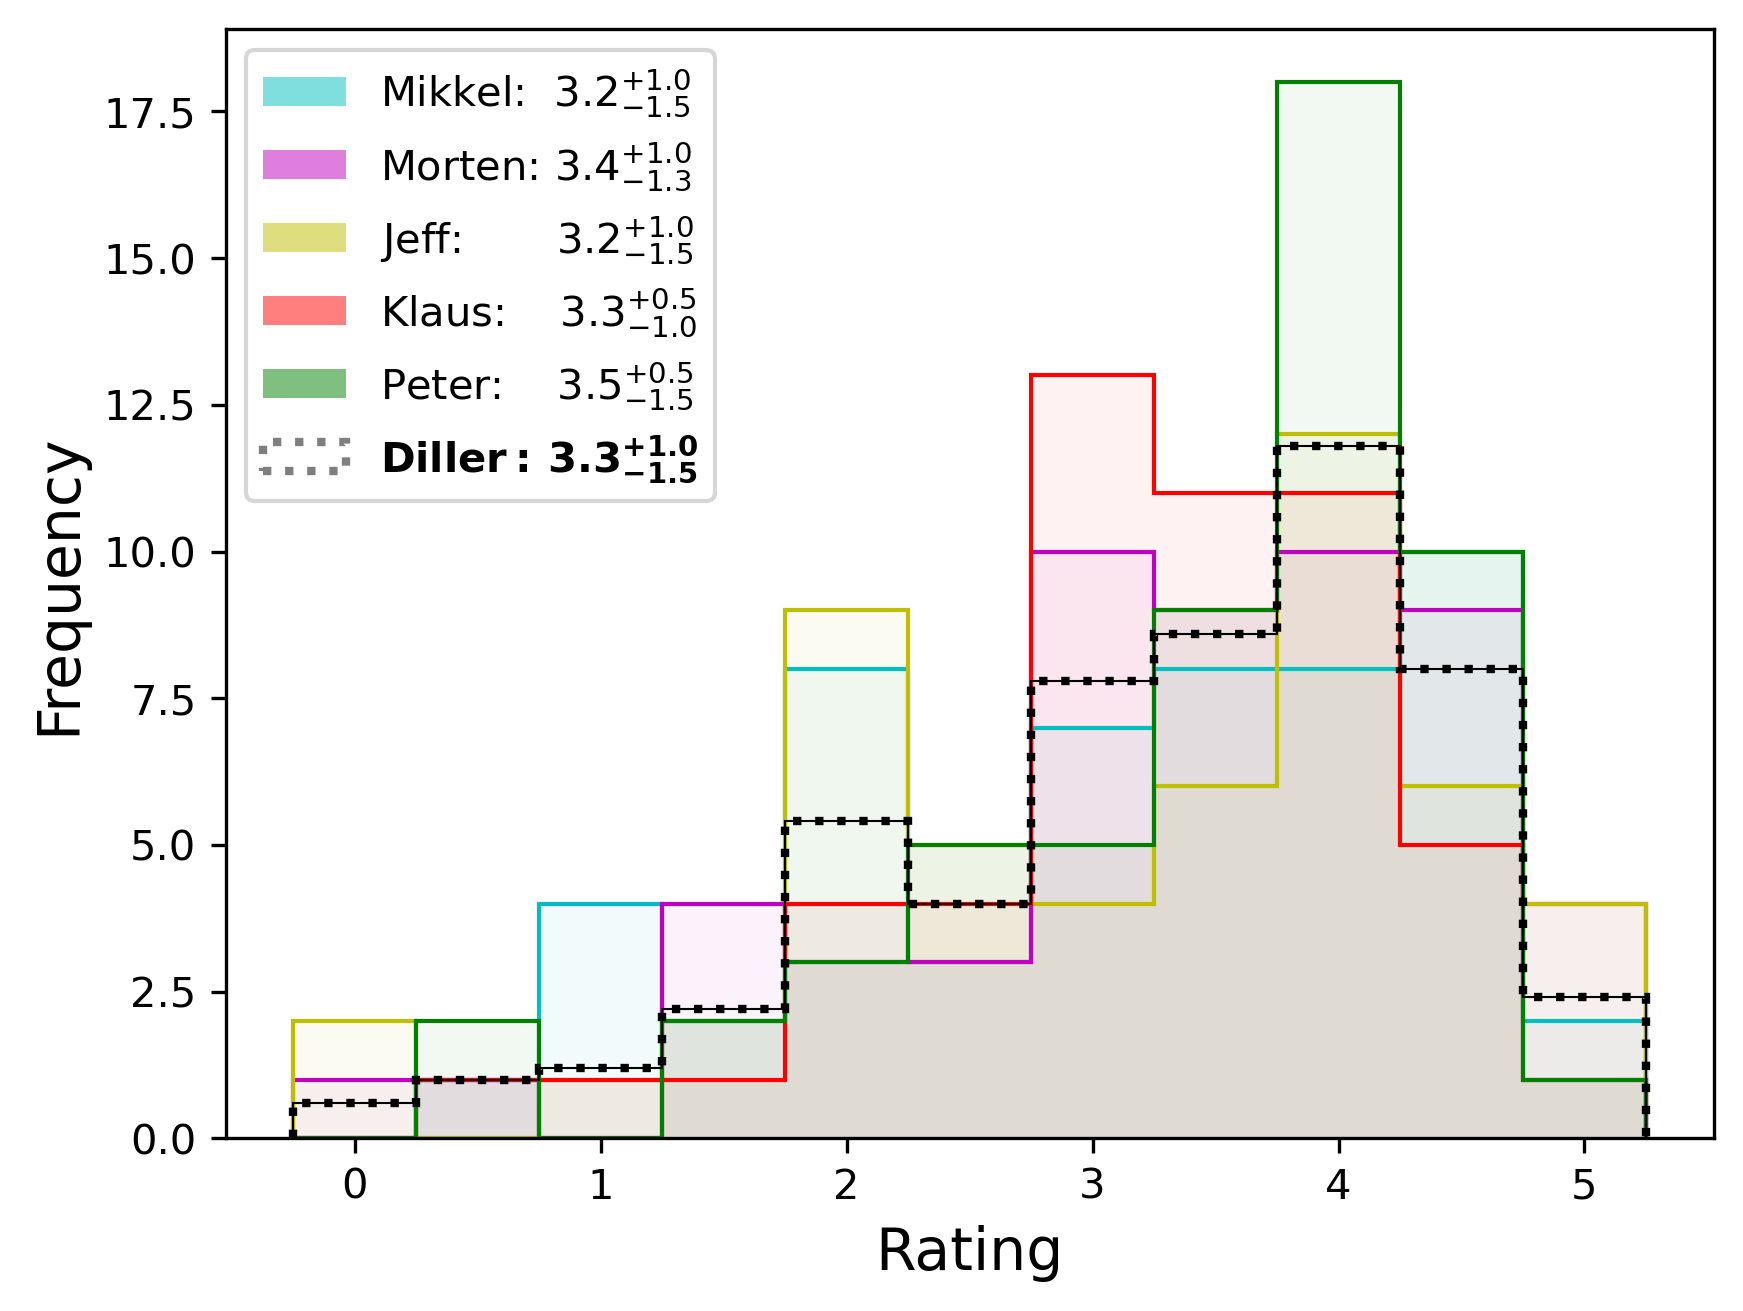 Mikkel: 3.2 +1.0 −1.5
Morten: 3.4 +1.0 −1.3
Jeff: 3.2 +1.0 −1.5
Klaus: 3.3 +0.5 −1.0
Peter: 3.5 +0.5 −1.5
Diller : 3.3 +1.0 −1.5
17.5
15.0
12.5
10.0
7.5
5.0
2.5
0.0
Frequency
0 1 2 3 4 5
Rating